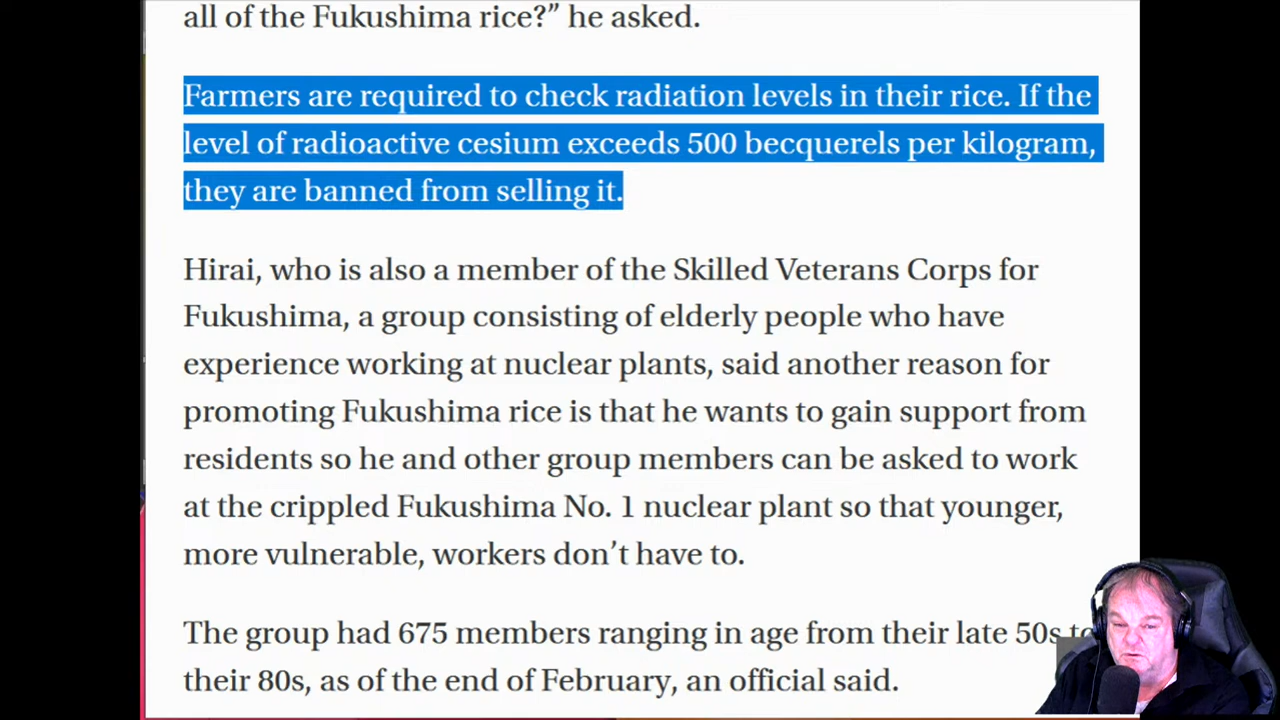 all of the Fukushima rice?” he asked.
Farmers are required to check radiation levels in their rice. If the
level of radioactive cesium exceeds 500 becquerels per kilogram,
they are banned from selling it.
Hirai, who is also a member of the Skilled Veterans Corps for
Fukushima, a group consisting of elderly people who have
experience working at nuclear plants, said another reason for
promoting Fukushima rice is that he wants to gain support from
residents so he and other group members can be asked to work
at the crippled Fukushima No. 1 nuclear plant so that younger,
more vulnerable, workers don’t have to.
The group had 675 members ranging in age from their late 50s to
their 80s, as of the end of February, an official said.